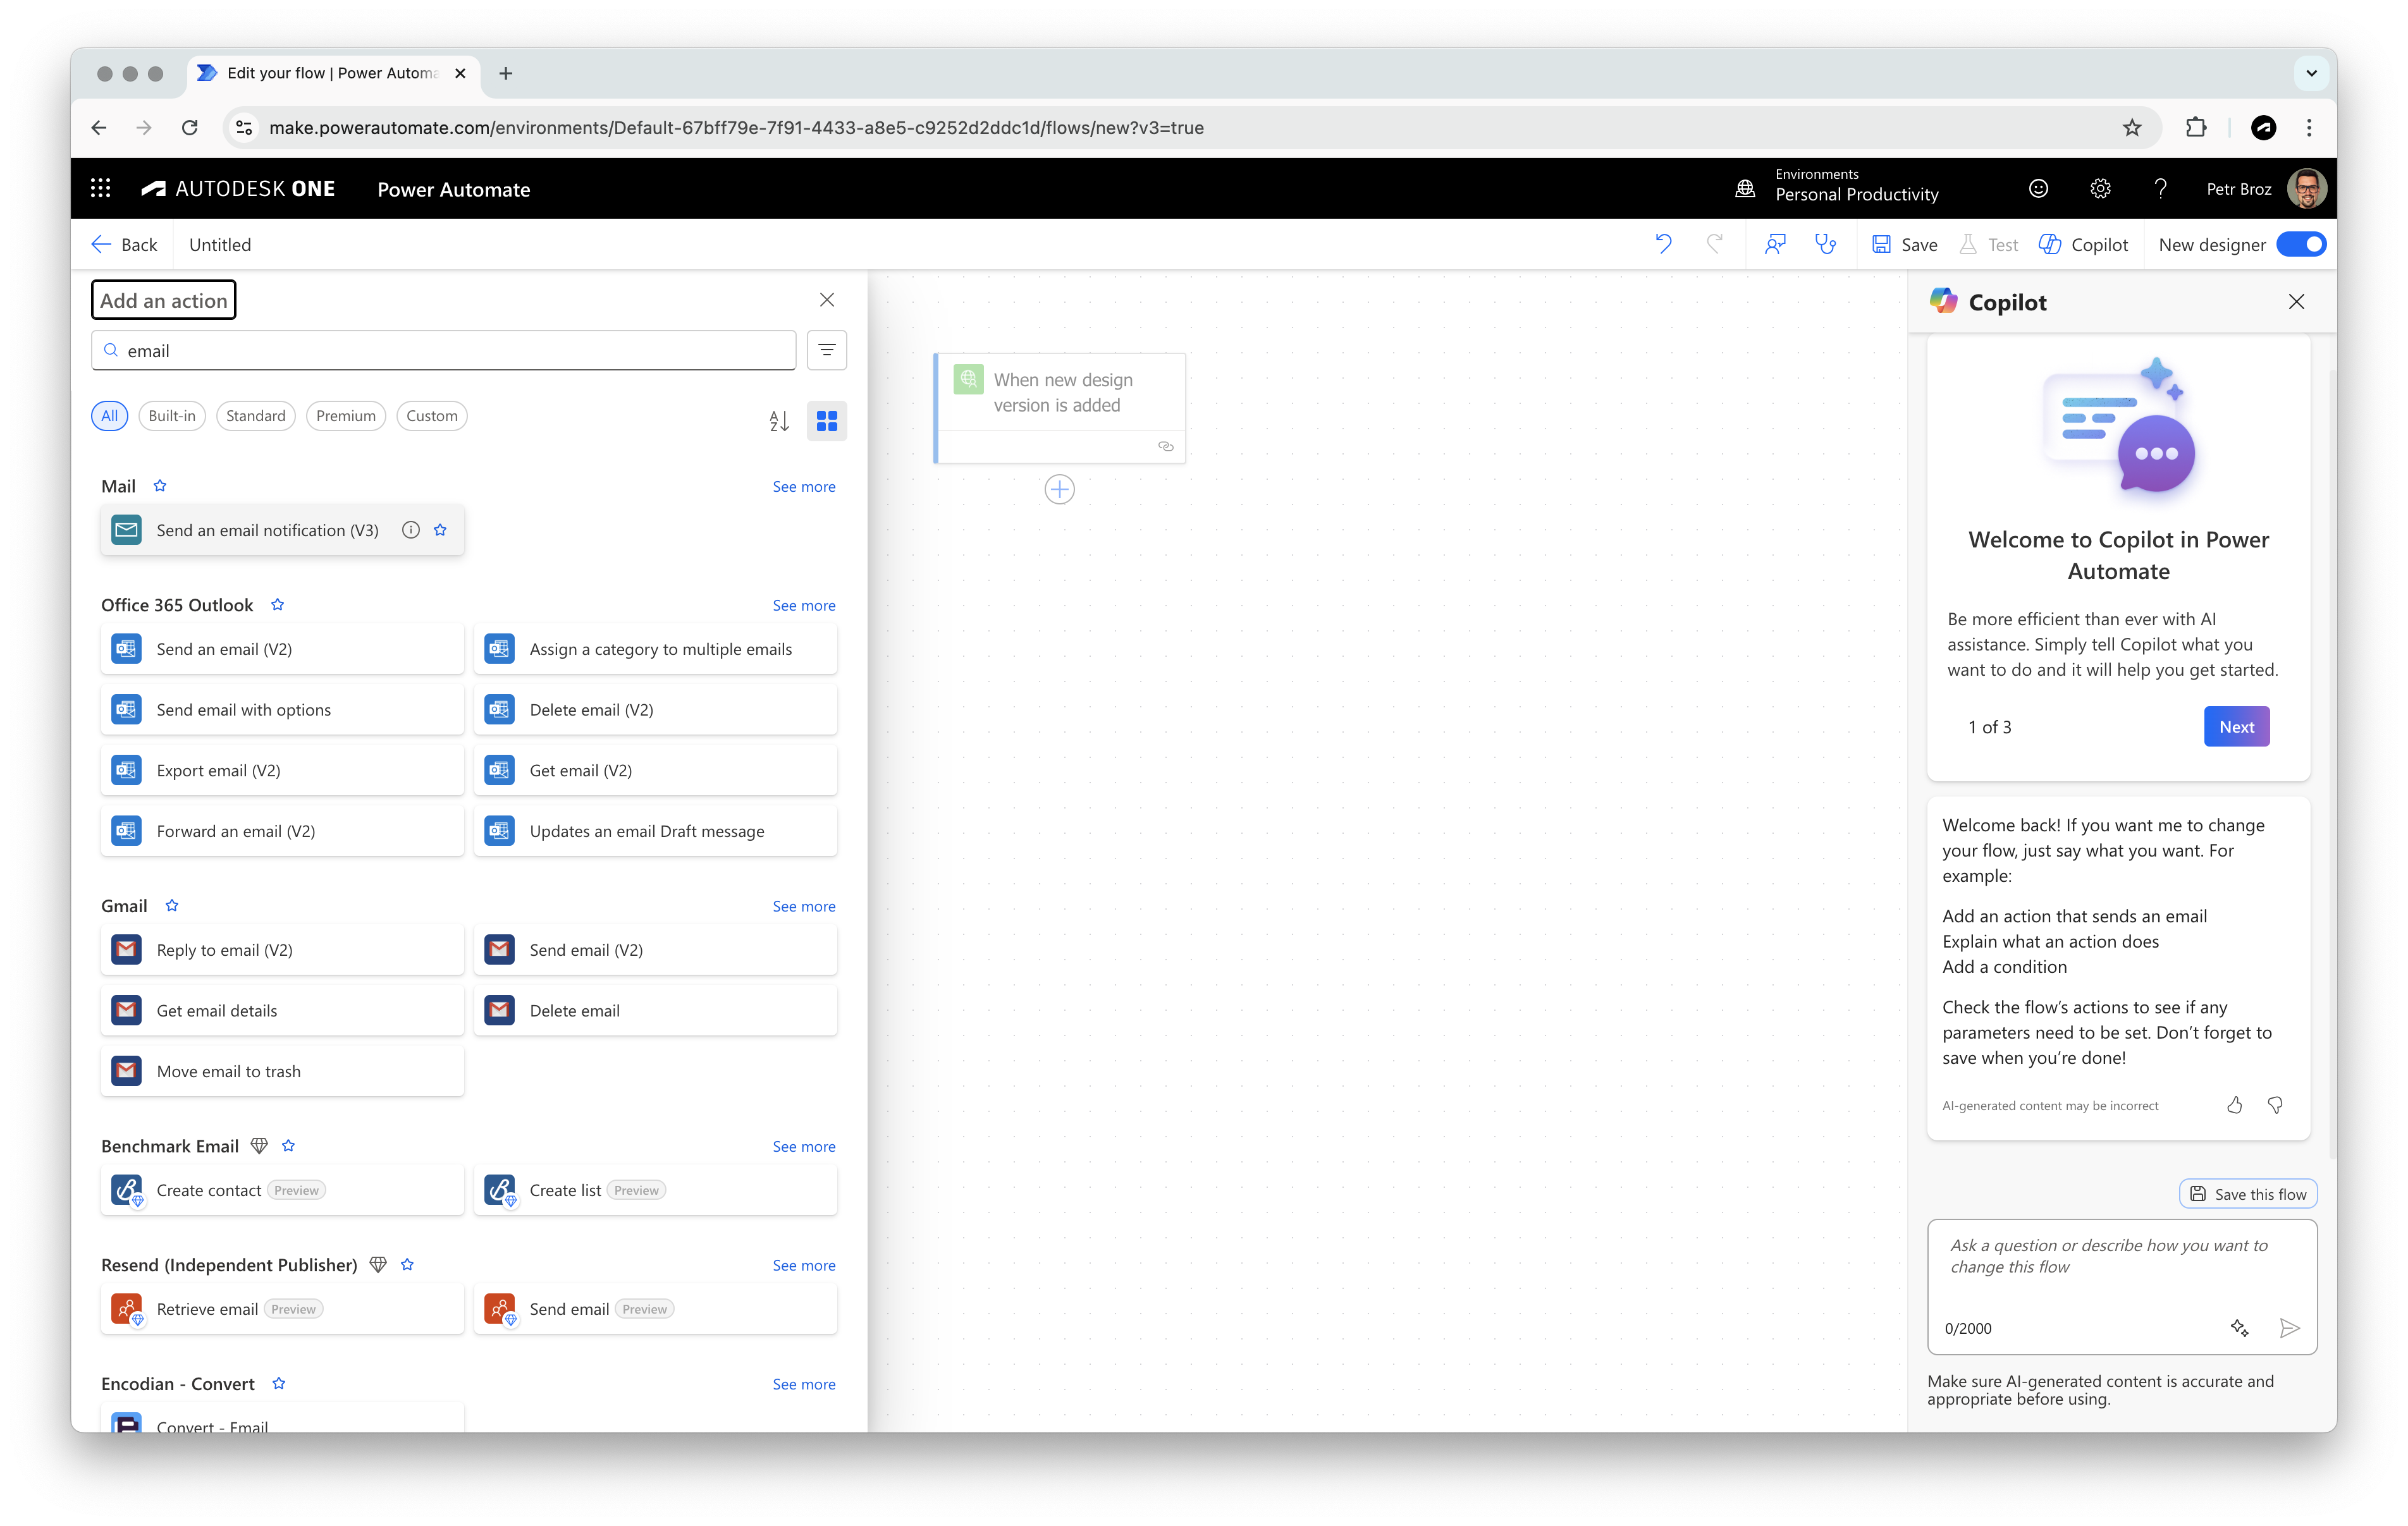 Edit your flow | Power Autom
make.powerautomate.com/environments/Default-67bff79e-7f91-4433-a8e5-c9252d2ddc1d/flows/new?v3=true
AUTODESK ONE
Power Automate
Environments
Personal Productivity
Petr Broz
Back
Untitled
Save
Test
Copilot
New designer
Add an action
email
All
Built-in
Standard
Premium
Custom
Mail
See more
Send an email notification (V3)
Office 365 Outlook
See more
Send an email (V2)
Assign a category to multiple emails
Send email with options
Delete email (V2)
Export email (V2)
Get email (V2)
Forward an email (V2)
Updates an email Draft message
Gmail
See more
Reply to email (V2)
Send email (V2)
Get email details
Delete email
Move email to trash
Benchmark Email
See more
Create contact Preview
Create list Preview
Resend (Independent Publisher)
See more
Retrieve email Preview
Send email Preview
Encodian - Convert
See more
Convert - Email
When new design
version is added
Copilot
Welcome to Copilot in Power
Automate
Be more efficient than ever with AI
assistance. Simply tell Copilot what you
want to do and it will help you get started.
1 of 3
Next
Welcome back! If you want me to change
your flow, just say what you want. For
example:
Add an action that sends an email
Explain what an action does
Add a condition
Check the flow’s actions to see if any
parameters need to be set. Don’t forget to
save when you’re done!
AI-generated content may be incorrect
Save this flow
Ask a question or describe how you want to
change this flow
0/2000
Make sure AI-generated content is accurate and
appropriate before using.